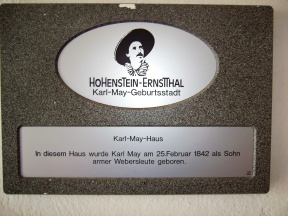 HOHENSTEIN-ERNSTTHAL
Karl-May-Geburtsstadt
Karl-May-Haus
In diesem Haus wurde Karl May am 25.Februar 1842 als Sohn
armer Webersleute geboren.